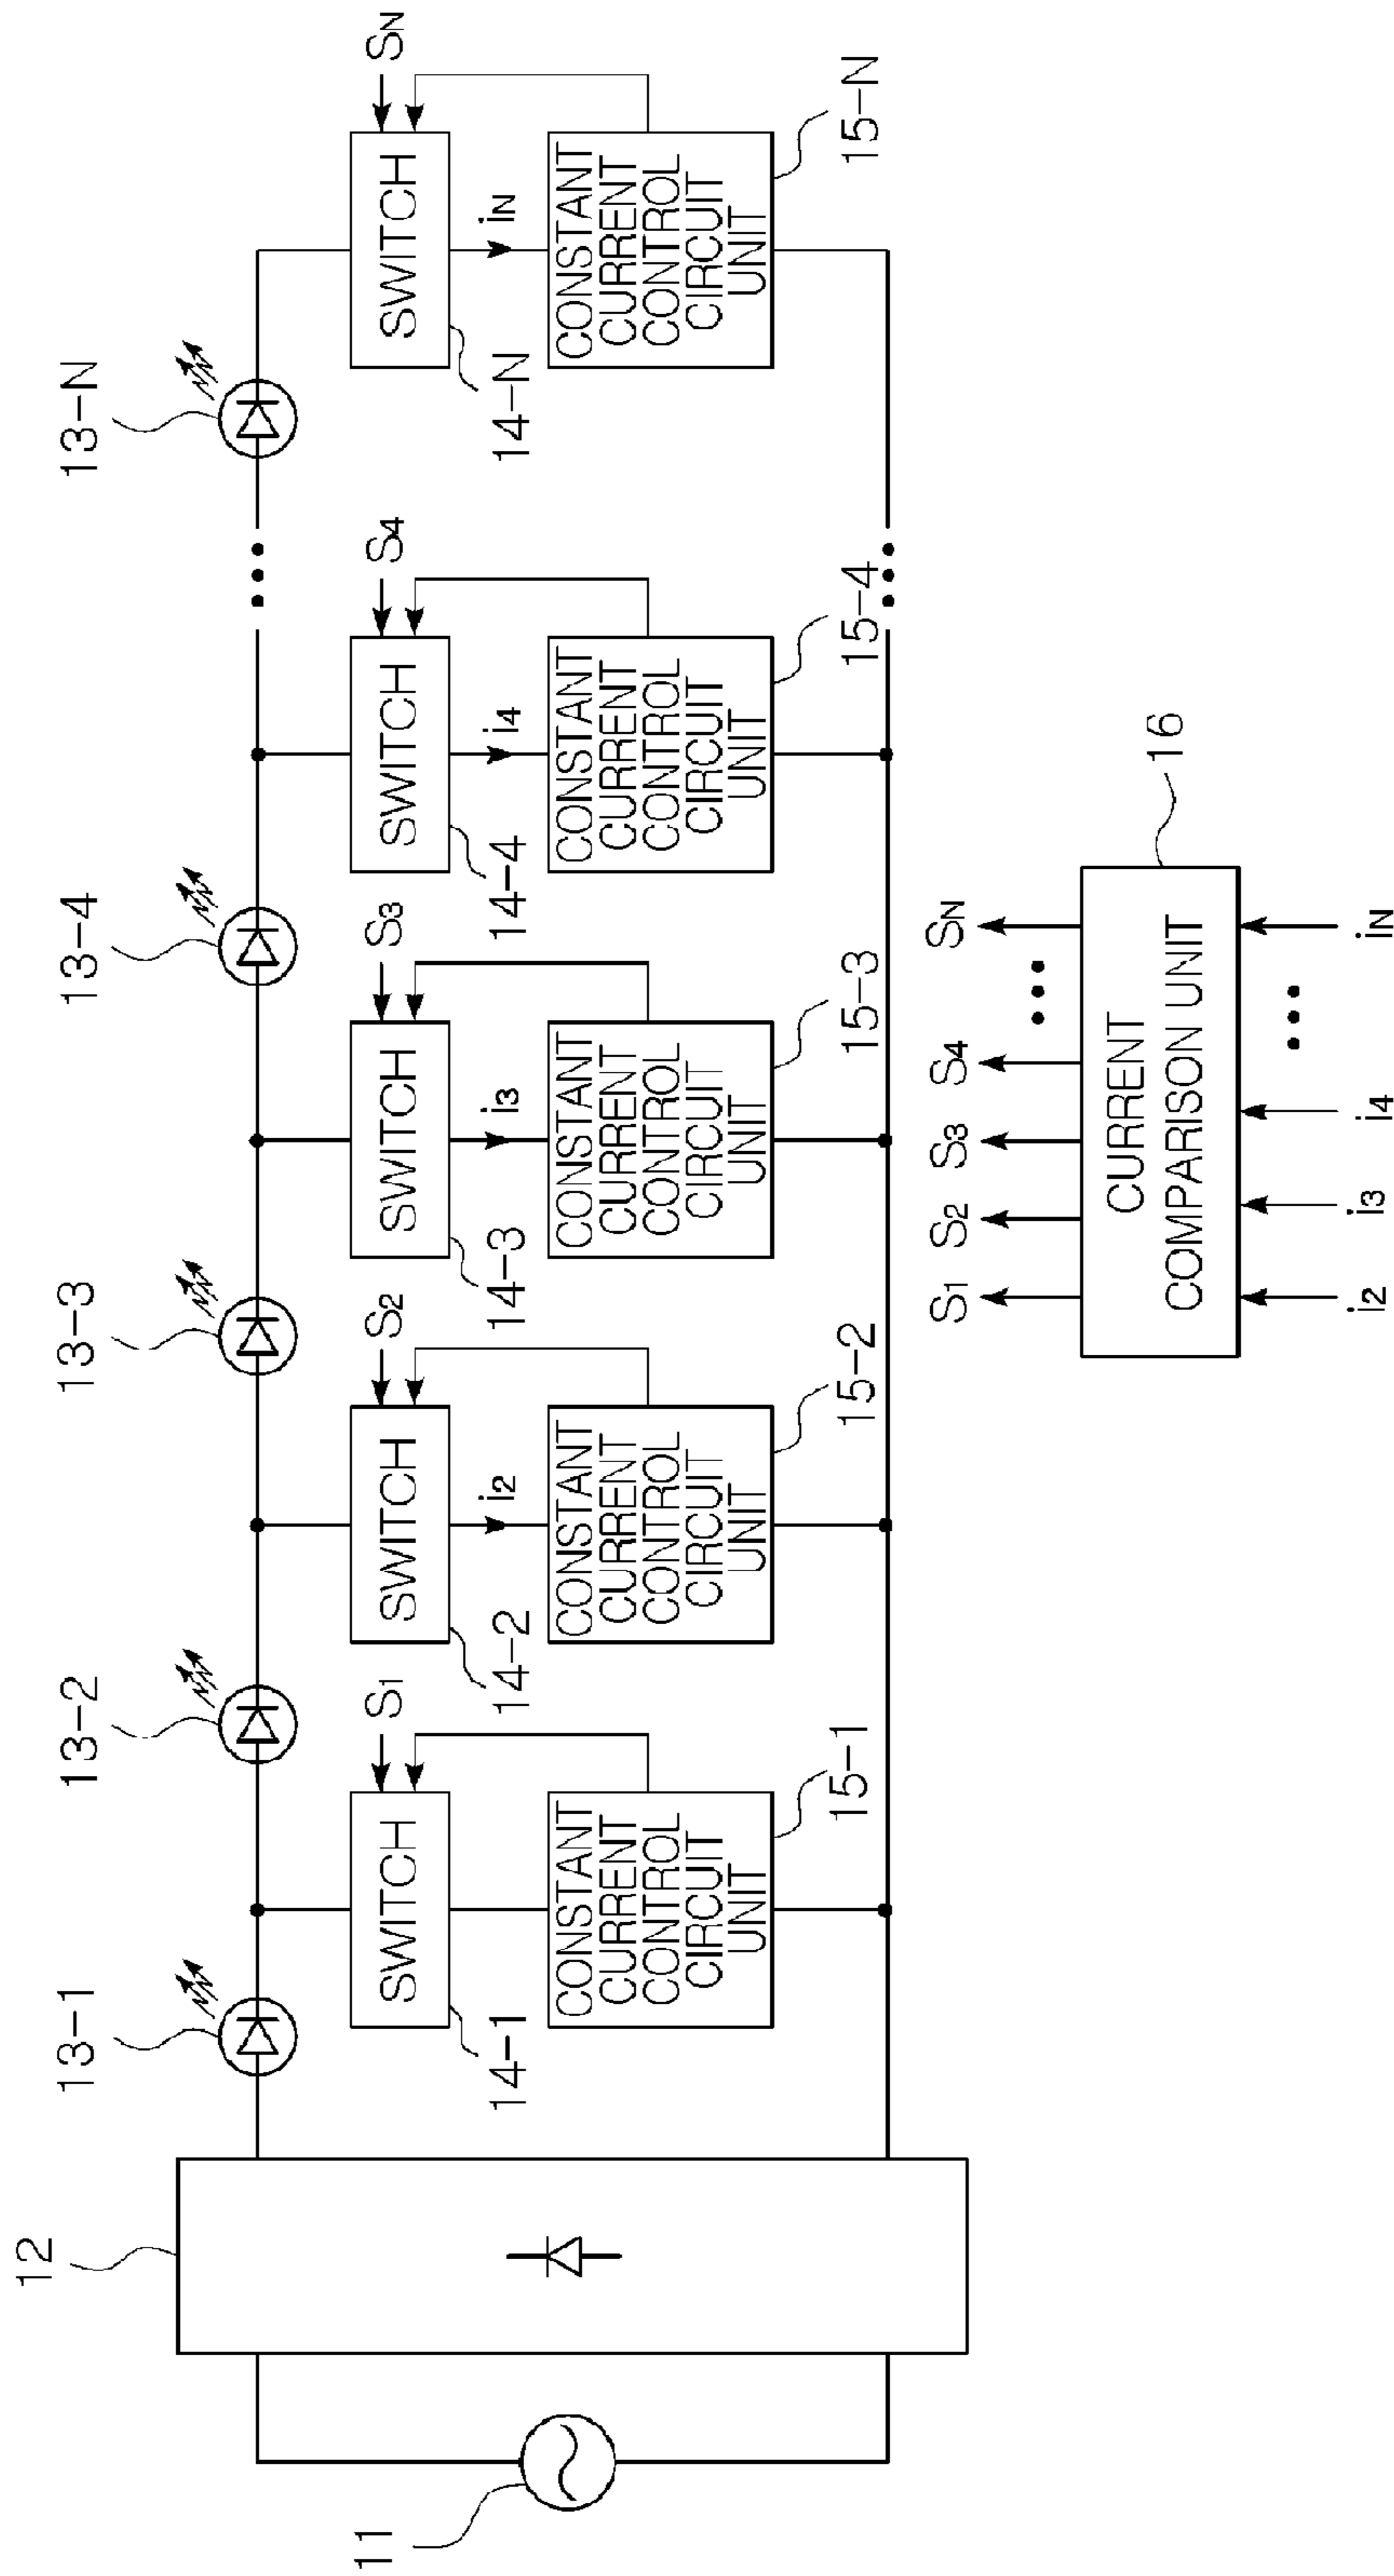 11
12
13-1
13-2
13-3
13-4
13-N
SWITCH
S1
14-1
SWITCH
S2
14-2
SWITCH
S3
14-3
SWITCH
S4
14-4
SWITCH
SN
14-N
i2
i3
i4
iN
CONSTANT
CURRENT
CONTROL
CIRCUIT
UNIT
15-1
CONSTANT
CURRENT
CONTROL
CIRCUIT
UNIT
15-2
CONSTANT
CURRENT
CONTROL
CIRCUIT
UNIT
15-3
CONSTANT
CURRENT
CONTROL
CIRCUIT
UNIT
15-4
CONSTANT
CURRENT
CONTROL
CIRCUIT
UNIT
15-N
S1 S2 S3 S4 ••• SN
CURRENT
COMPARISON UNIT
16
i2 i3 i4 ••• iN